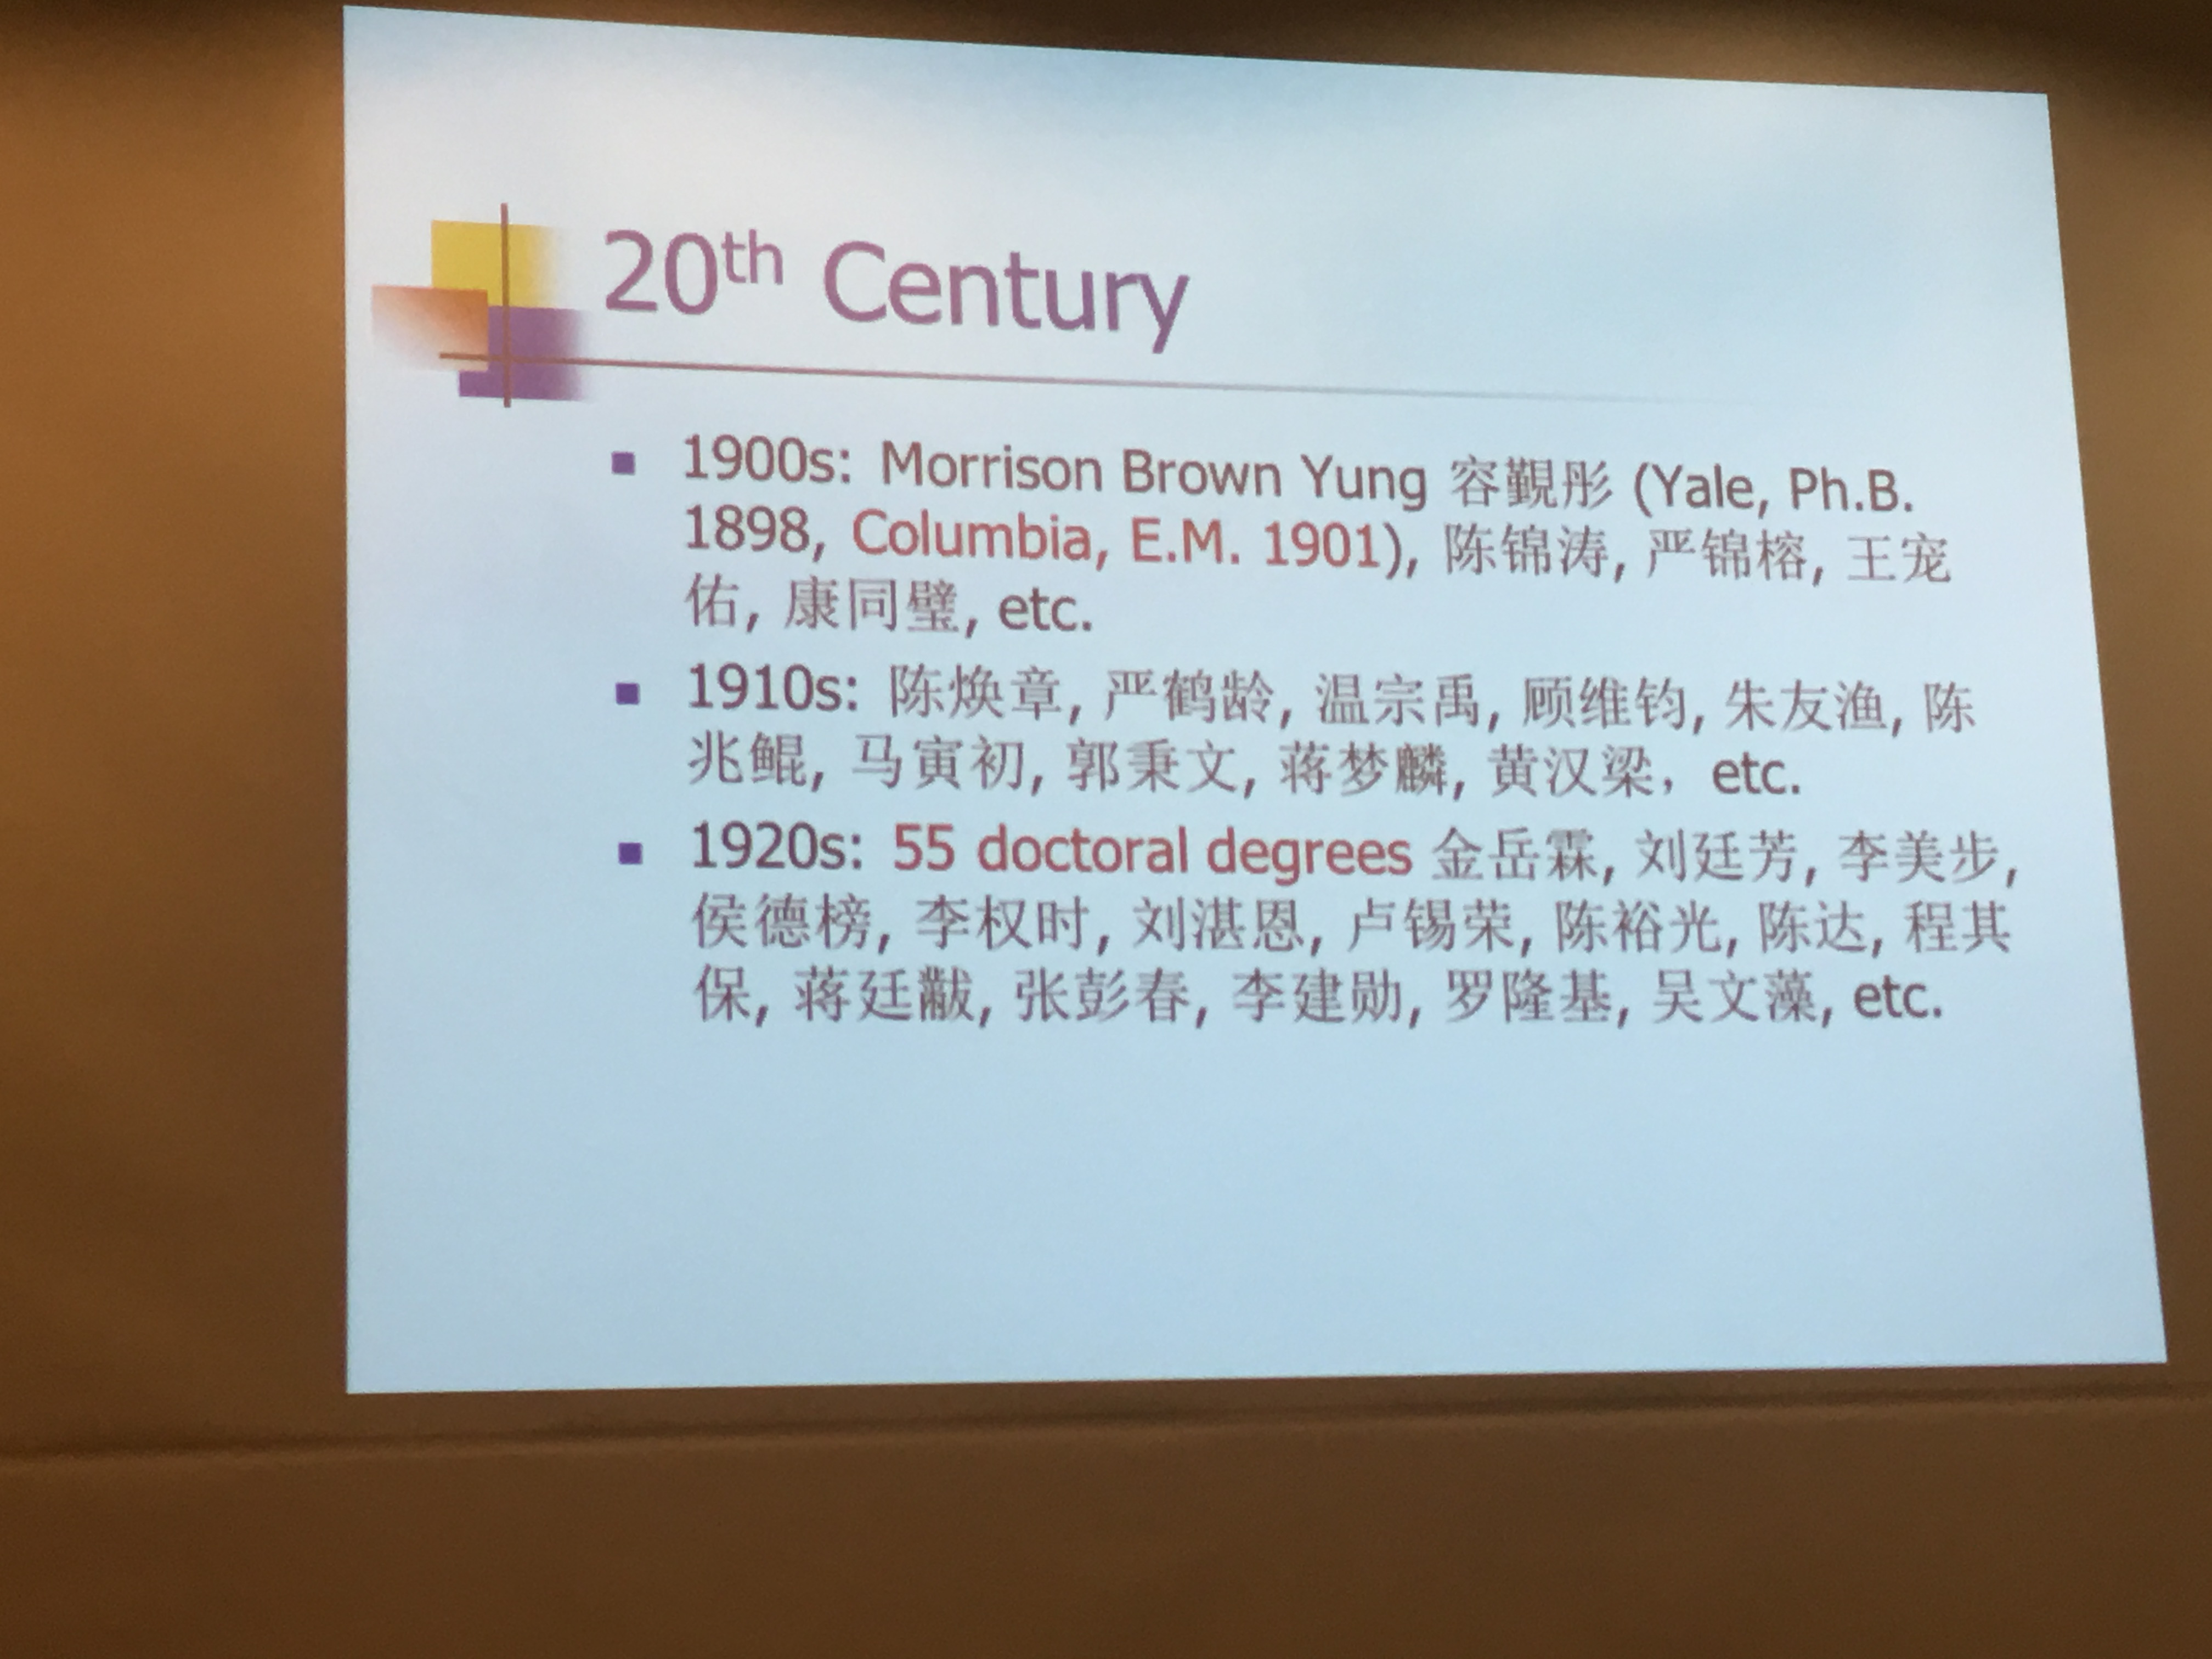 20th Century
1900s: Morrison Brown Yung 容觐彤 (Yale, Ph.B.
1898, Columbia, E.M. 1901), 陈锦涛, 严锦榕, 王宠
佑, 康同璧, etc.
1910s: 陈焕章, 严鹤龄, 温宗禹, 顾维钧, 朱友渔, 陈
兆鲲, 马寅初, 郭秉文, 蒋梦麟, 黄汉梁，etc.
1920s: 55 doctoral degrees 金岳霖, 刘廷芳, 李美步,
侯德榜, 李权时, 刘湛恩, 卢锡荣, 陈裕光, 陈达, 程其
保, 蒋廷黻, 张彭春, 李建勋, 罗隆基, 吴文藻, etc.